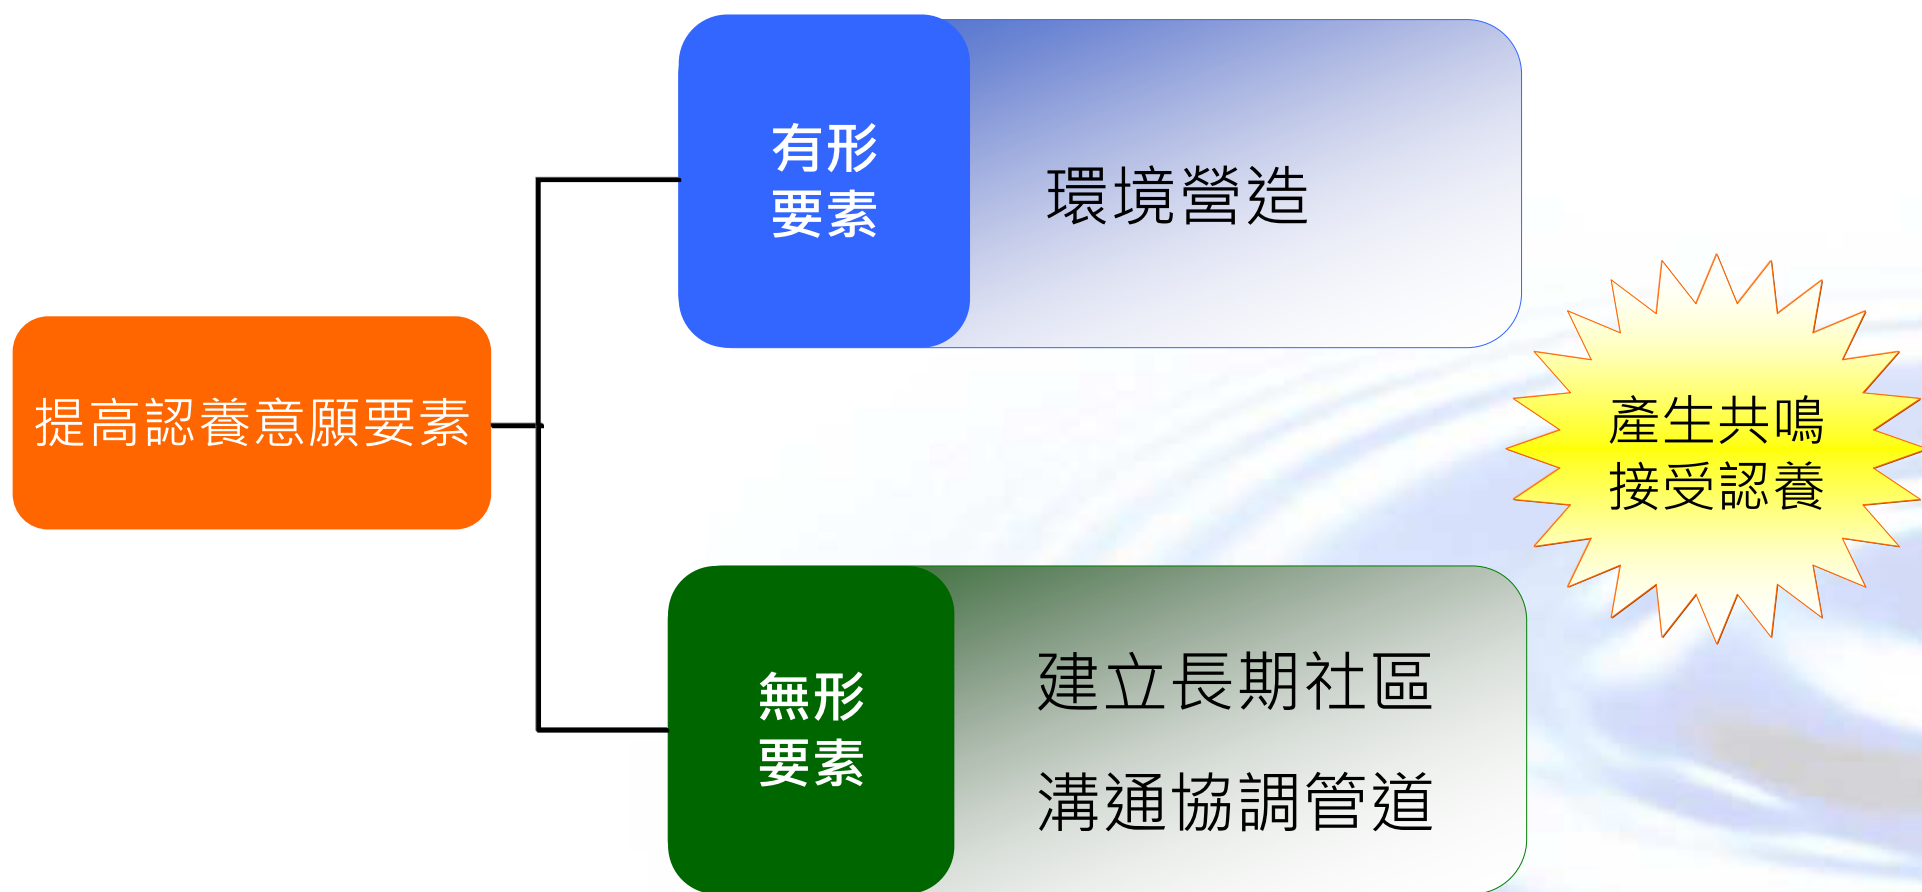 提高認養意願要素
有形
要素
環境營造
無形
要素
建立長期社區
溝通協調管道
產生共鳴
接受認養